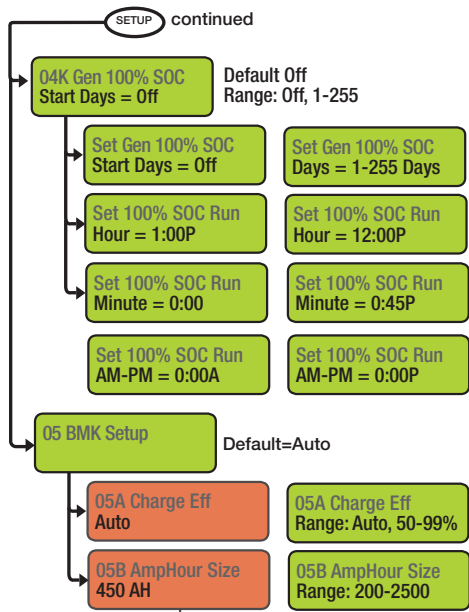 SETUP continued
04K Gen 100% SOC
Start Days = Off
Default Off
Range: Off, 1-255
Set Gen 100% SOC
Start Days = Off
Set Gen 100% SOC
Days = 1-255 Days
Set 100% SOC Run
Hour = 1:00P
Set 100% SOC Run
Hour = 12:00P
Set 100% SOC Run
Minute = 0:00
Set 100% SOC Run
Minute = 0:45P
Set 100% SOC Run
AM-PM = 0:00A
Set 100% SOC Run
AM-PM = 0:00P
05 BMK Setup
Default=Auto
05A Charge Eff
Auto
05A Charge Eff
Range: Auto, 50-99%
05B AmpHour Size
450 AH
05B AmpHour Size
Range: 200-2500